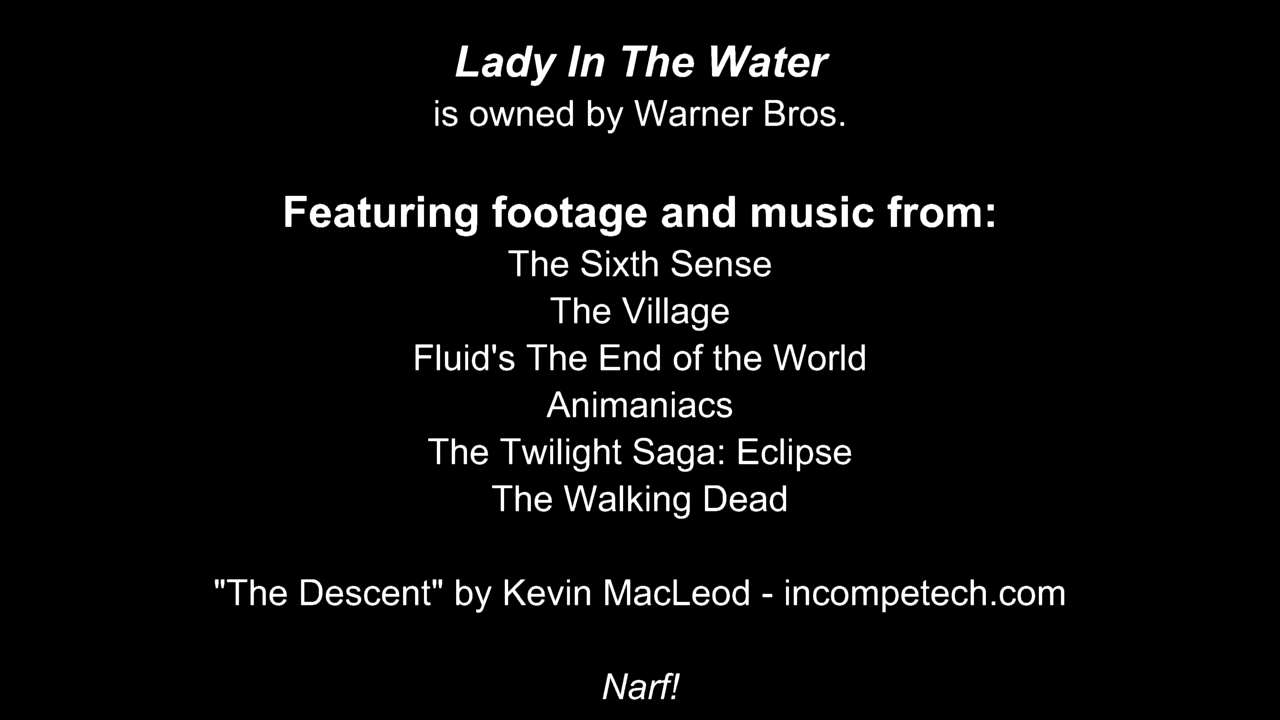 Lady In The Water
is owned by Warner Bros.
Featuring footage and music from:
The Sixth Sense
The Village
Fluid's The End of the World
Animaniacs
The Twilight Saga: Eclipse
The Walking Dead
"The Descent" by Kevin MacLeod - incompetech.com
Narf!